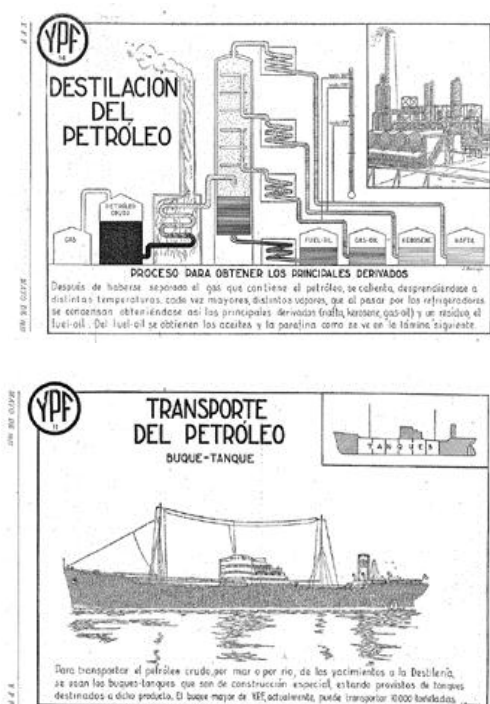 YPF
DESTILACION
DEL
PETRÓLEO
PETRÓLEO
CRUDO
GAS
FUEL-OIL
GAS-OIL
KEROSENE
NAFTA
PROCESO PARA OBTENER LOS PRINCIPALES DERIVADOS
Después de haberse separado el gas que contiene el petróleo, se calienta, desprendiéndose a
distintas temperaturas, cada vez mayores, distintos vapores, que al pasar por los refrigeradores
se condensan obteniéndose así los principales derivados (nafta, kerosene, gas-oil) y un residuo, el
fuel-oil. Del fuel-oil se obtienen los aceites y la parafina como se ve en la lámina siguiente.
YPF
11
TRANSPORTE
DEL PETRÓLEO
BUQUE-TANQUE
TANQUES
Para transportar el petróleo crudo, por mar o por río, de los yacimientos a la Destilería,
se usan los buques-tanques que son de construcción especial, estando provistos de tanques
destinados a dicho producto. El buque mayor de YPF, actualmente, puede transportar 10000 toneladas